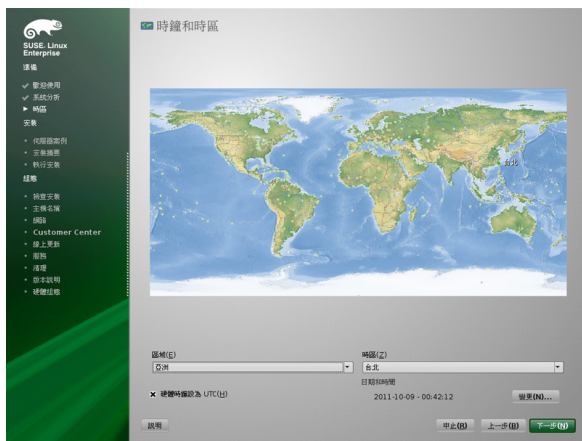 SUSE. Linux
Enterprise
準備
歡迎使用
系統分析
時區
安裝
伺服器案例
安裝摘要
執行安裝
組態
檢查安裝
主機名稱
網路
Customer Center
線上更新
服務
清理
版本說明
硬體組態
時鐘和時區
台北
區域(E)
亞洲
時區(Z)
台北
硬體時鐘設為 UTC(H)
日期和時間
2011-10-09 - 00:42:12
變更(N)...
說明
中止(R)
上一步(B)
下一步(N)